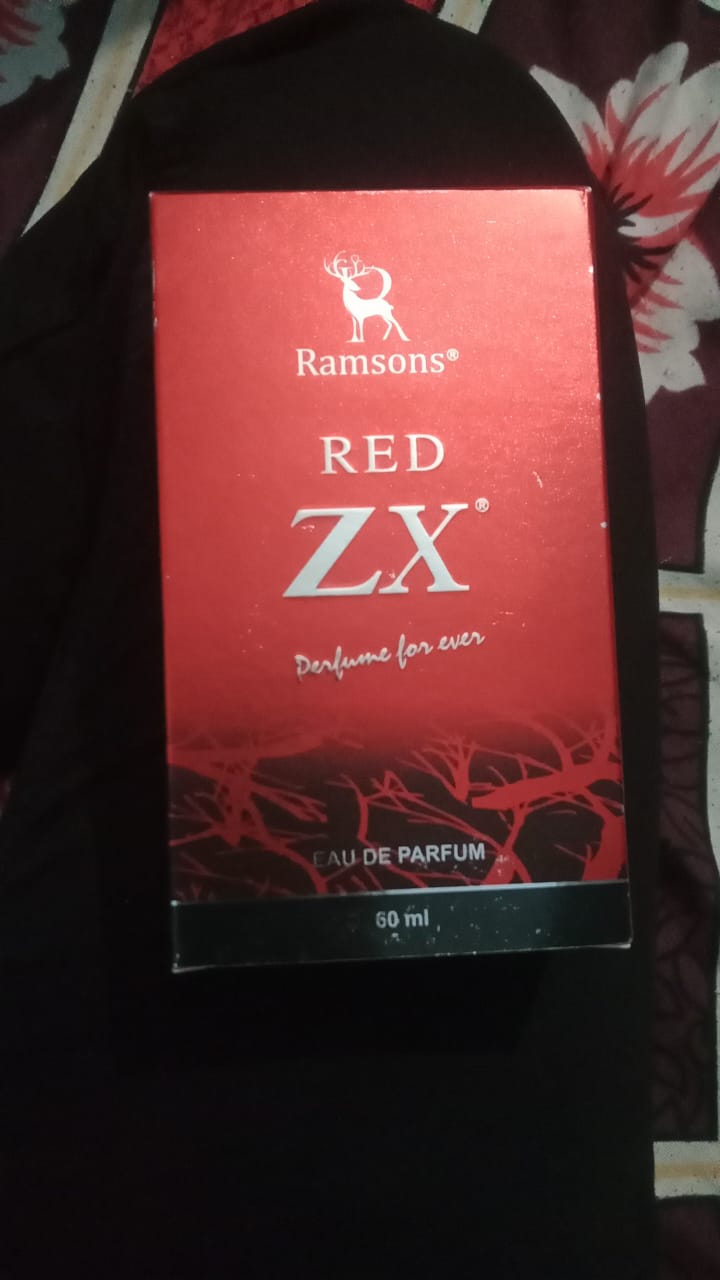 Ramsons®
RED
ZX®
Perfume for ever
EAU DE PARFUM
60 ml